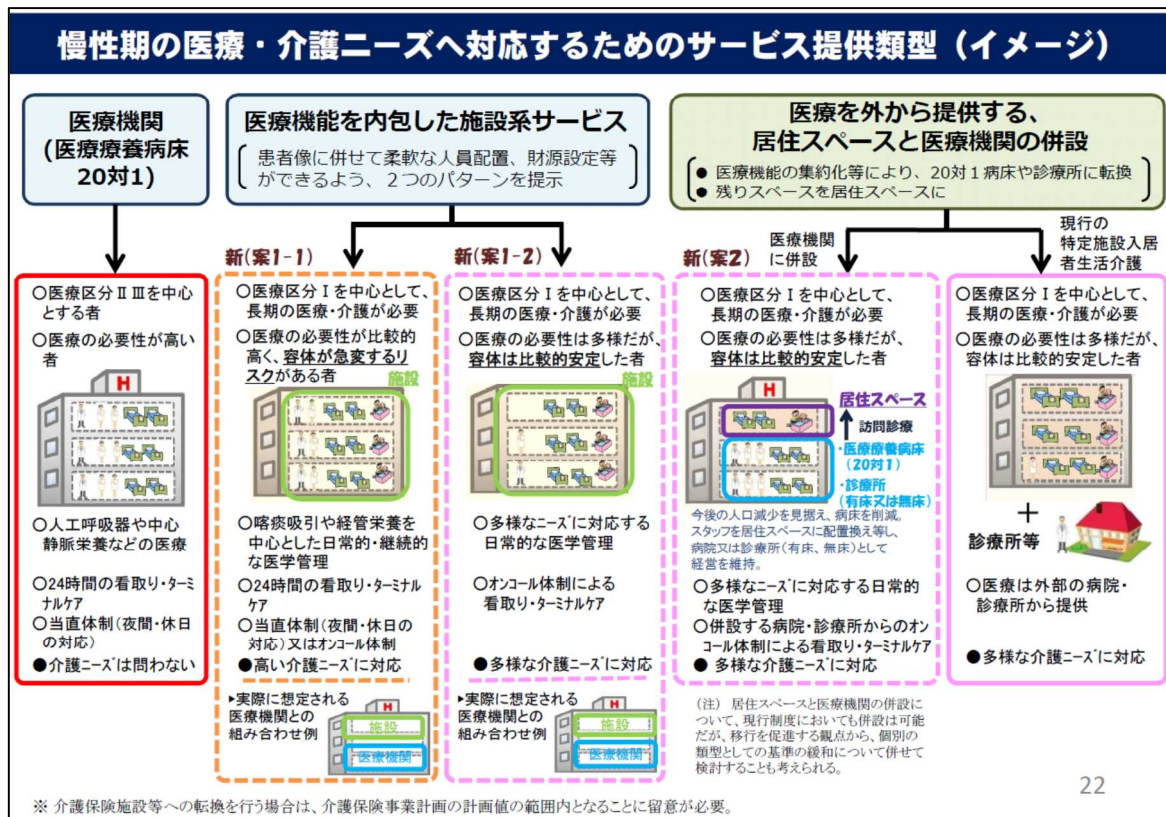 慢性期の医療・介護ニーズへ対応するためのサービス提供類型（イメージ）
医療機関
(医療療養病床
20対1)
医療機能を内包した施設系サービス
患者像に併せて柔軟な人員配置、財源設定等
ができるよう、２つのパターンを提示
医療を外から提供する、
居住スペースと医療機関の併設
● 医療機能の集約化等により、20対１病床や診療所に転換
● 残りスペースを居住スペースに
○医療区分ⅡⅢを中心
とする者
○医療の必要性が高い
者
H
○人工呼吸器や中心
静脈栄養などの医療
○24時間の看取り・ターミ
ナルケア
○当直体制（夜間・休日
の対応）
●介護ニーズは問わない
新(案1-1)
○医療区分Ⅰを中心として、
長期の医療・介護が必要
○医療の必要性が比較的
高く、容体が急変するリ
スクがある者
施設
H
○喀痰吸引や経管栄養を
中心とした日常的・継続的
な医学管理
○24時間の看取り・ターミナル
ケア
○当直体制（夜間・休日の
対応）又はオンコール体制
●高い介護ニーズに対応
▶実際に想定される
医療機関との
組み合わせ例
H
施設
医療機関
新(案1-2)
○医療区分Ⅰを中心として、
長期の医療・介護が必要
○医療の必要性は多様だが、
容体は比較的安定した者
施設
H
○多様なニーズに対応する
日常的な医学管理
○オンコール体制による
看取り・ターミナルケア
●多様な介護ニーズに対応
▶実際に想定される
医療機関との
組み合わせ例
H
施設
医療機関
新(案2)
医療機関
に併設
○医療区分Ⅰを中心として、
長期の医療・介護が必要
○医療の必要性は多様だが、
容体は比較的安定した者
H
居住スペース
訪問診療
・医療療養病床
(20対1)
・診療所
(有床又は無床)
今後の人口減少を見据え、病床を削減。
スタッフを居住スペースに配置換え等し、
病院又は診療所（有床、無床）として
経営を維持。
○多様なニーズに対応する日常的
な医学管理
○併設する病院・診療所からのオン
コール体制による看取り・ターミナルケア
● 多様な介護ニーズに対応
（注） 居住スペースと医療機関の併設に
ついて、現行制度においても併設は可能
だが、移行を促進する観点から、個別の
類型としての基準の緩和について併せて
検討することも考えられる。
現行の
特定施設入居
者生活介護
○医療区分Ⅰを中心として、
長期の医療・介護が必要
○医療の必要性は多様だが、
容体は比較的安定した者
＋
診療所等
○医療は外部の病院・
診療所から提供
●多様な介護ニーズに対応
22
※ 介護保険施設等への転換を行う場合は、介護保険事業計画の計画値の範囲内となることに留意が必要。